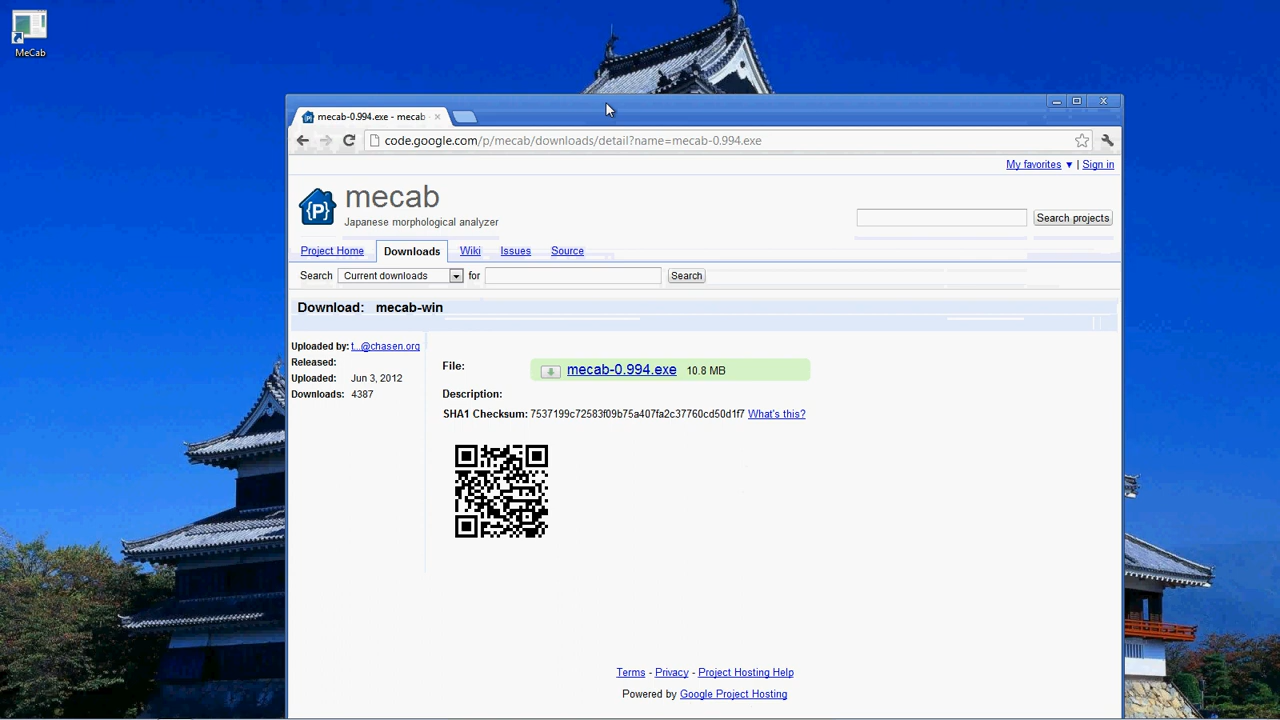 MeCab
mecab-0.994.exe - mecab
code.google.com/p/mecab/downloads/detail?name=mecab-0.994.exe
My favorites ▼ | Sign in
{P}
mecab
Japanese morphological analyzer
Search projects
Project Home Downloads Wiki Issues Source
Search Current downloads for Search
Download: mecab-win
Uploaded by: t...@chasen.org
Released:
Uploaded: Jun 3, 2012
Downloads: 4387
File: mecab-0.994.exe 10.8 MB
Description:
SHA1 Checksum: 7537199c72583f09b75a407fa2c37760cd50d1f7 What's this?
Terms - Privacy - Project Hosting Help
Powered by Google Project Hosting